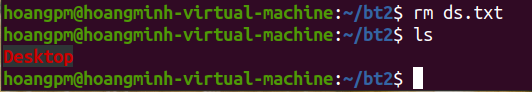 hoangpm@hoangminh-virtual-machine:~/bt2$ rm ds.txt
hoangpm@hoangminh-virtual-machine:~/bt2$ ls
Desktop
hoangpm@hoangminh-virtual-machine:~/bt2$